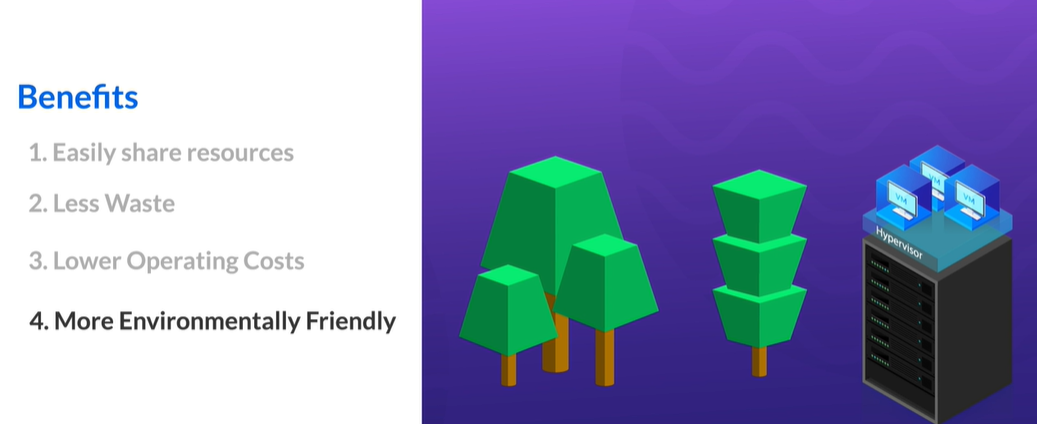 Benefits
1. Easily share resources
2. Less Waste
3. Lower Operating Costs
4. More Environmentally Friendly
VM
VM
VM
Hypervisor